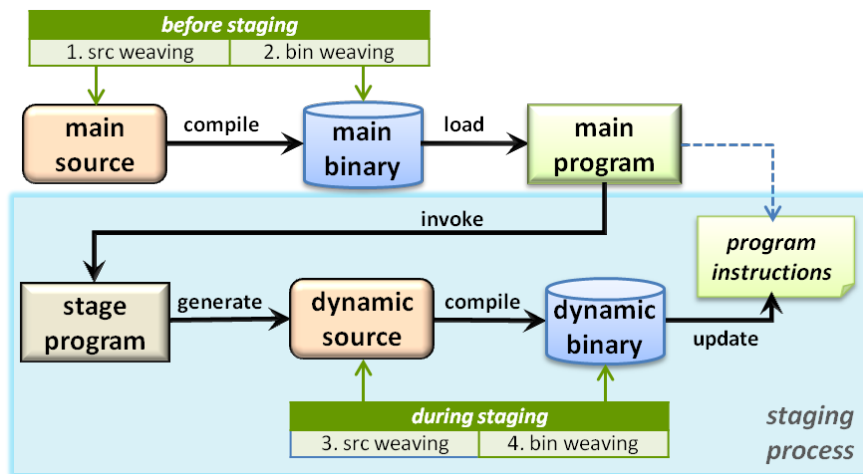 before staging
1. src weaving
2. bin weaving
main
source
compile
main
binary
load
main
program
invoke
program
instructions
stage
program
generate
dynamic
source
compile
dynamic
binary
update
during staging
3. src weaving
4. bin weaving
staging
process